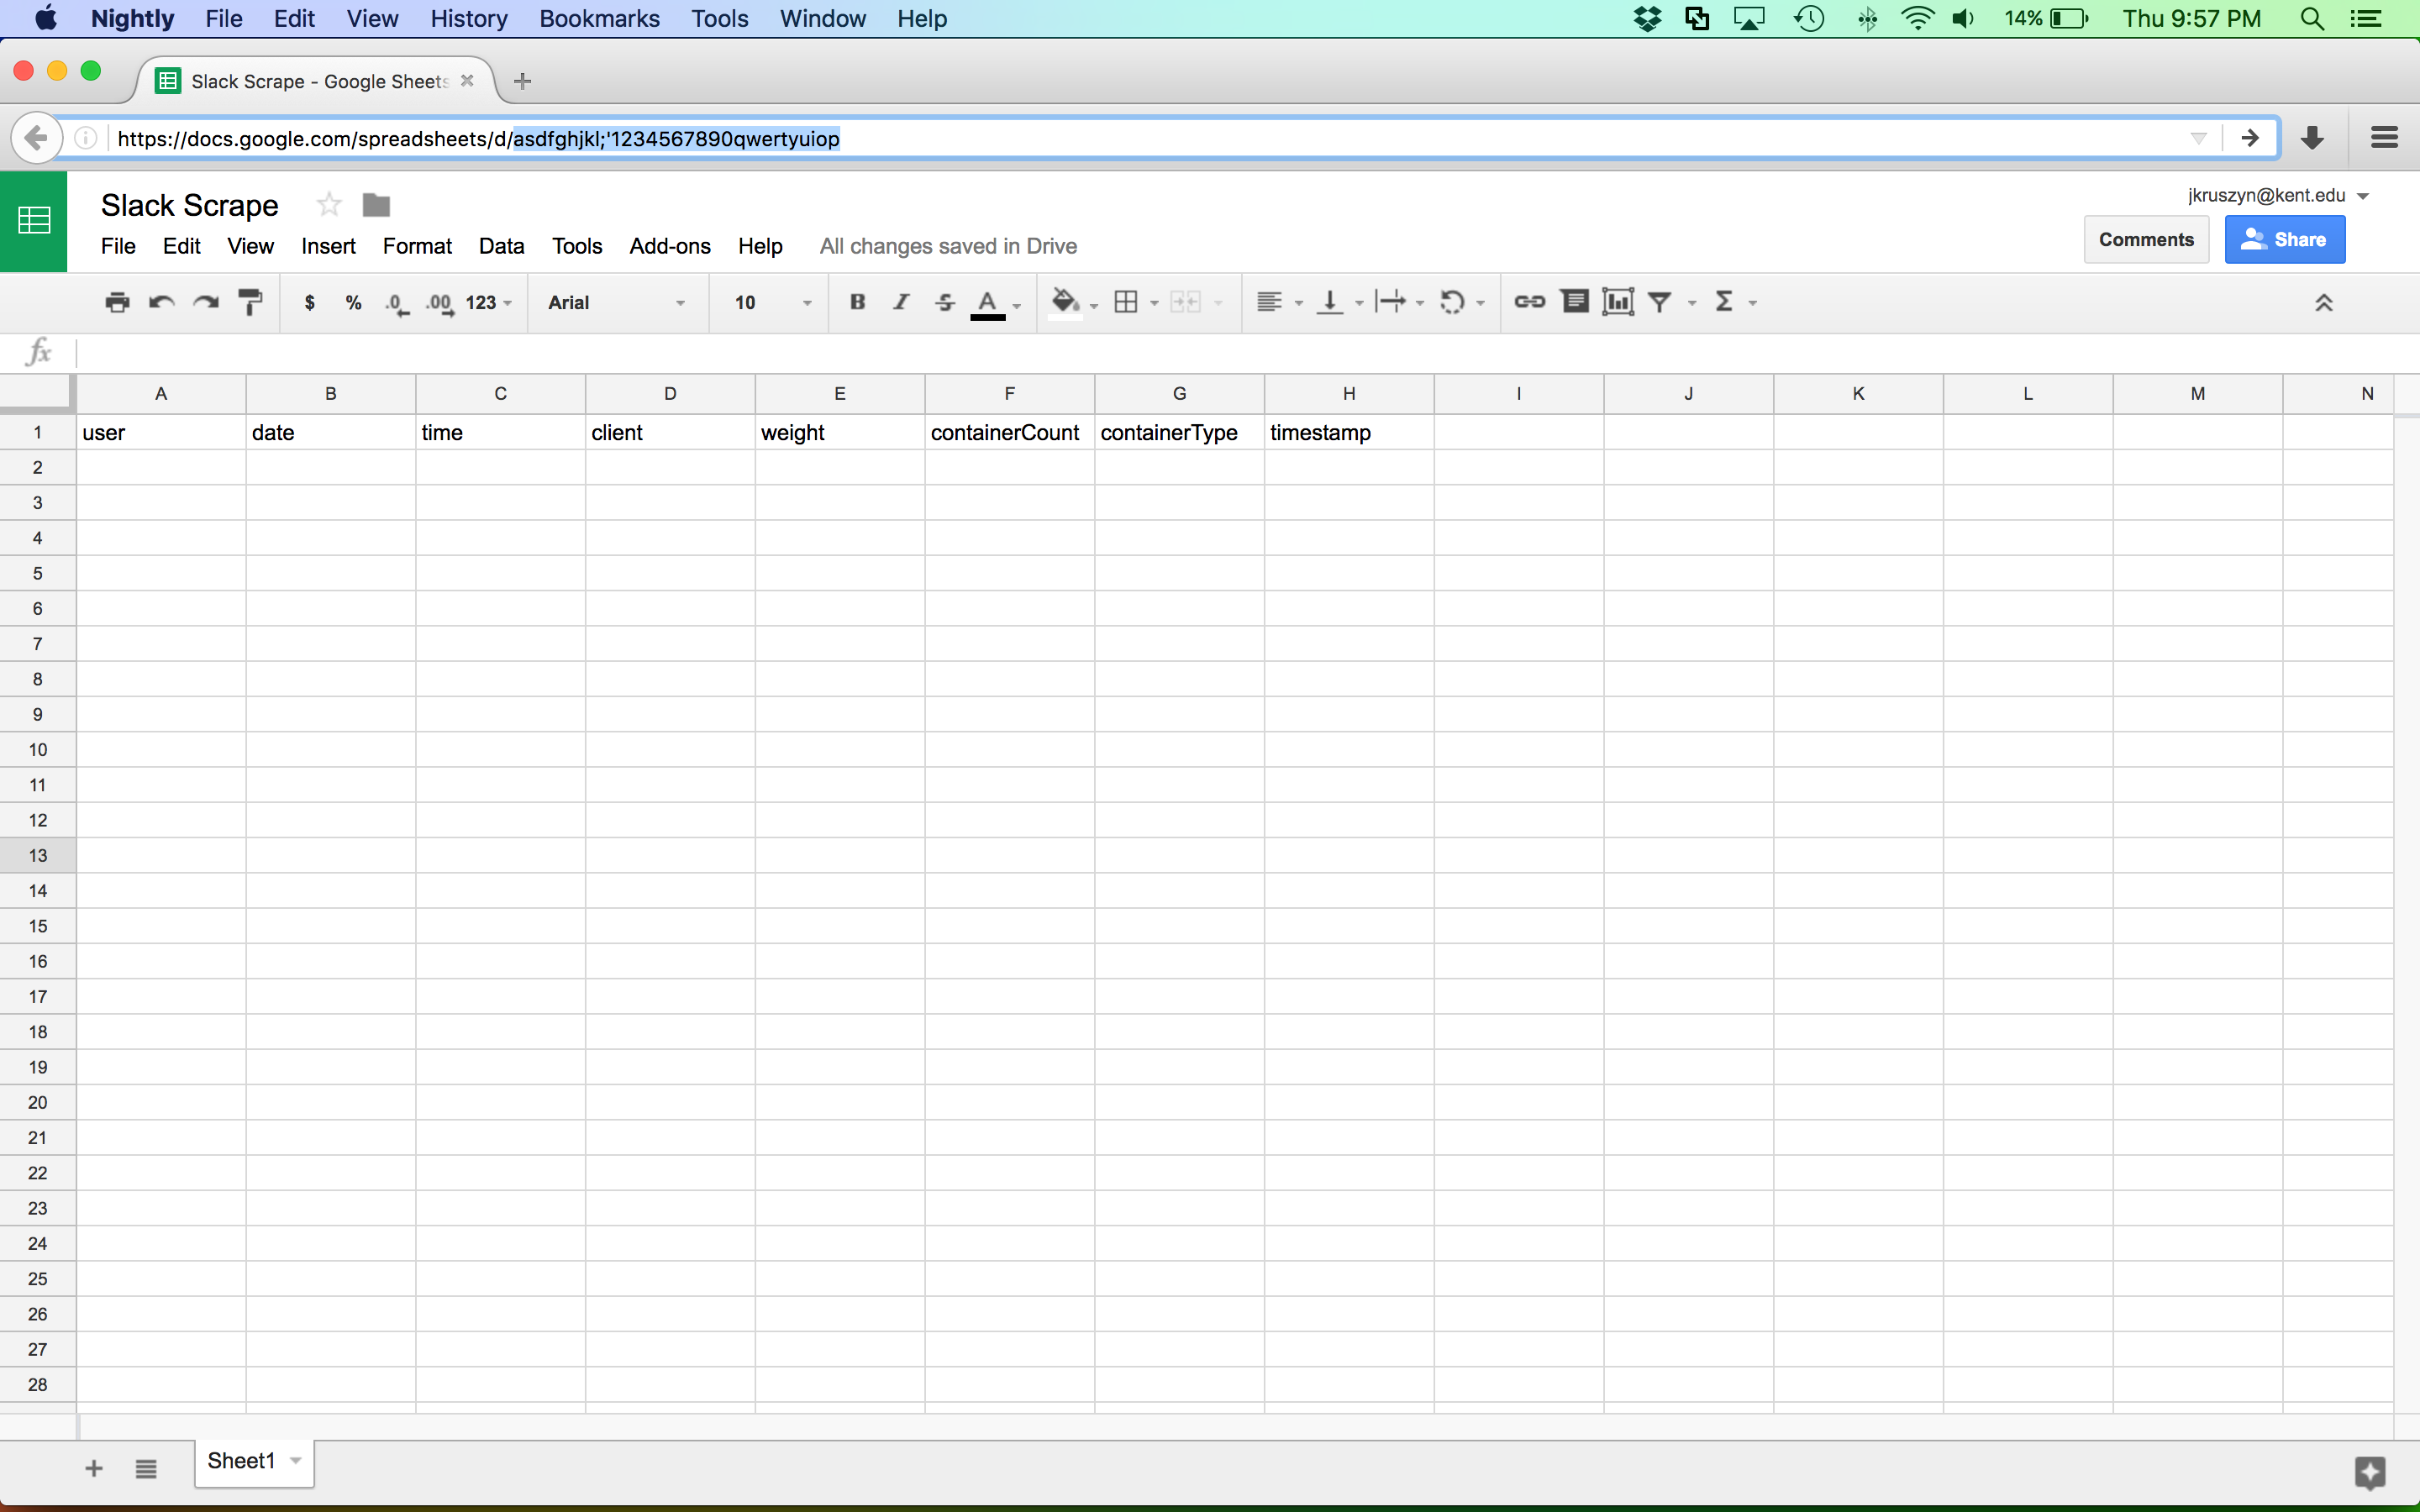 Nightly File Edit View History Bookmarks Tools Window Help 14% Thu 9:57 PM
Slack Scrape - Google Sheets
https://docs.google.com/spreadsheets/d/asdfghjkl;'1234567890qwertyuiop
Slack Scrape
jkruszyn@kent.edu
File Edit View Insert Format Data Tools Add-ons Help All changes saved in Drive
Comments Share
$ % .0 .00 123 Arial 10 B I S A Σ
fx
A B C D E F G H I J K L M N
1 user date time client weight containerCount containerType timestamp
2
3
4
5
6
7
8
9
10
11
12
13
14
15
16
17
18
19
20
21
22
23
24
25
26
27
28
Sheet1